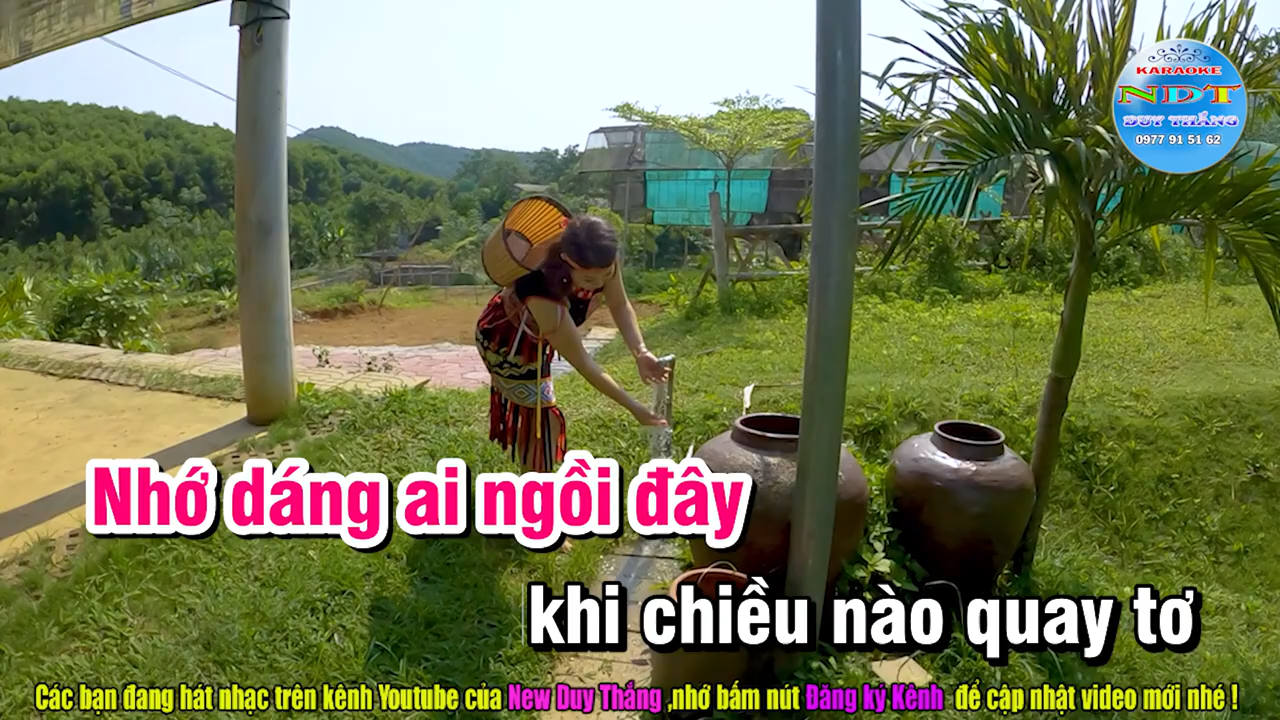 KARAOKE
NDT
DUY THẮNG
0977 91 51 62
Nhớ dáng ai ngồi đây
khi chiều nào quay tơ
Các bạn đang hát nhạc trên kênh Youtube của New Duy Thắng ,nhớ bấm nút Đăng ký Kênh để cập nhật video mới nhé !